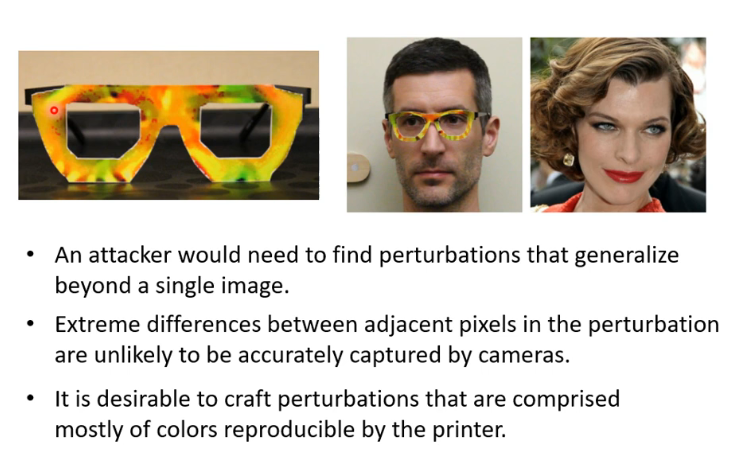 • An attacker would need to find perturbations that generalize
beyond a single image.
• Extreme differences between adjacent pixels in the perturbation
are unlikely to be accurately captured by cameras.
• It is desirable to craft perturbations that are comprised
mostly of colors reproducible by the printer.